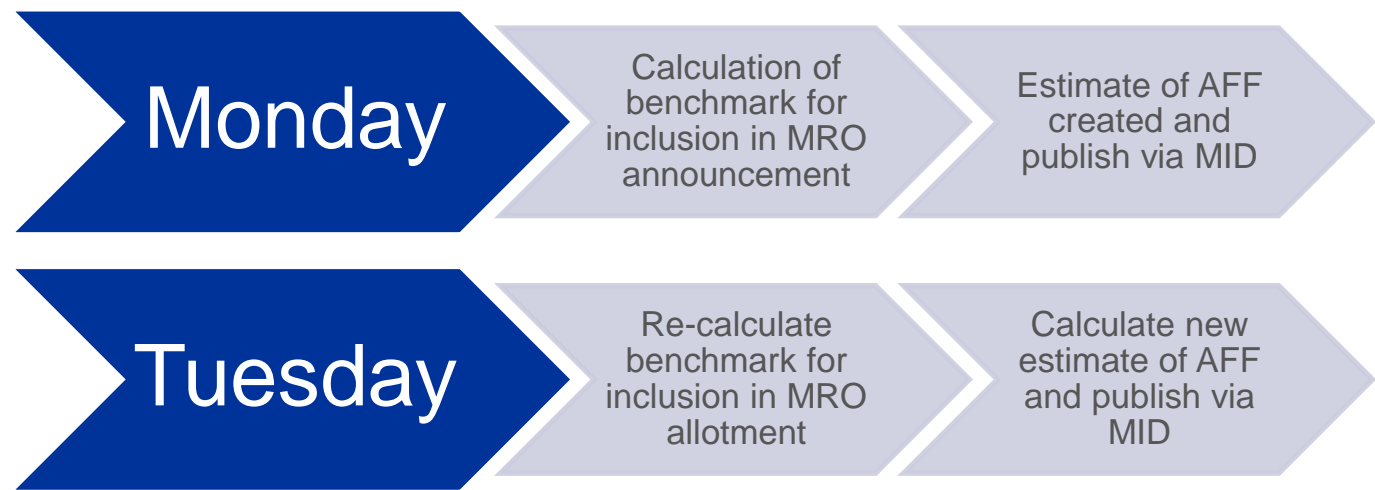 Monday
Calculation of
benchmark for
inclusion in MRO
announcement
Estimate of AFF
created and
publish via MID
Tuesday
Re-calculate
benchmark for
inclusion in MRO
allotment
Calculate new
estimate of AFF
and publish via
MID